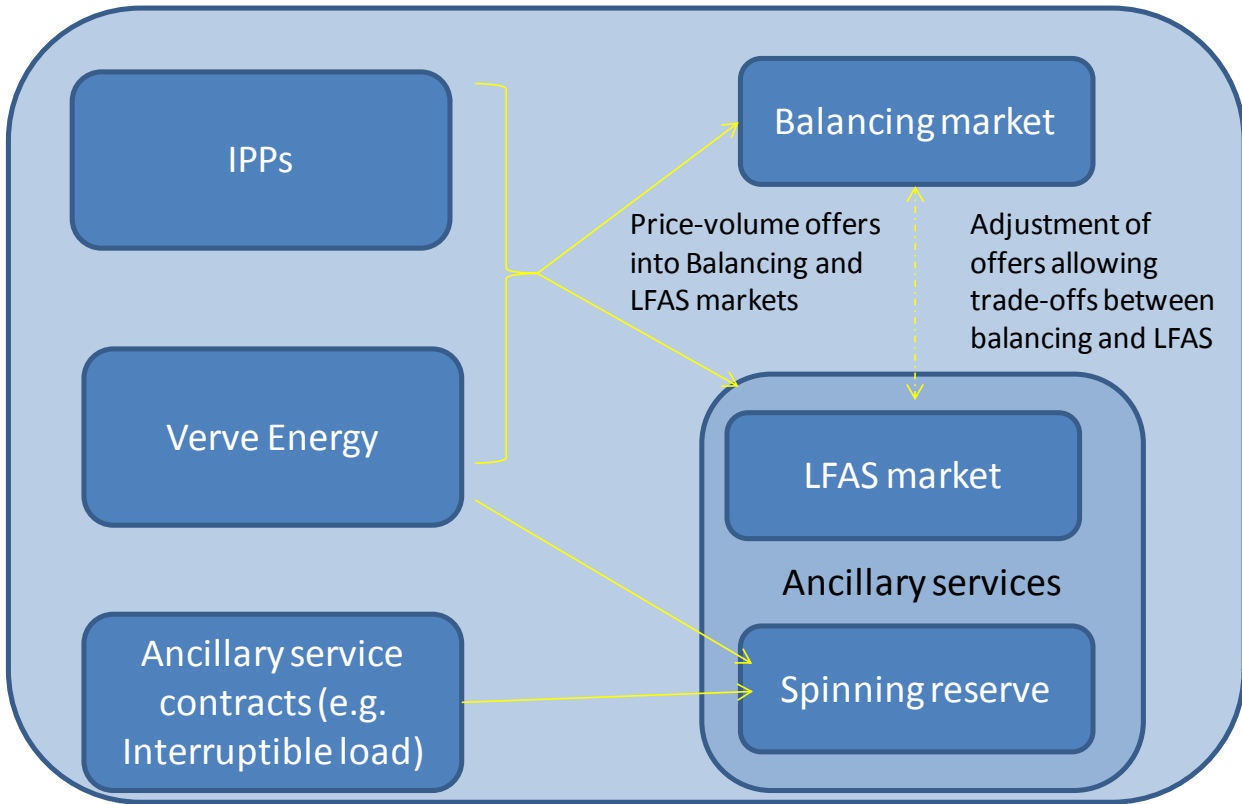 IPPs
Balancing market
Price-volume offers
into Balancing and
LFAS markets
Adjustment of
offers allowing
trade-offs between
balancing and LFAS
Verve Energy
LFAS market
Ancillary services
Ancillary service
contracts (e.g.
Interruptible load)
Spinning reserve